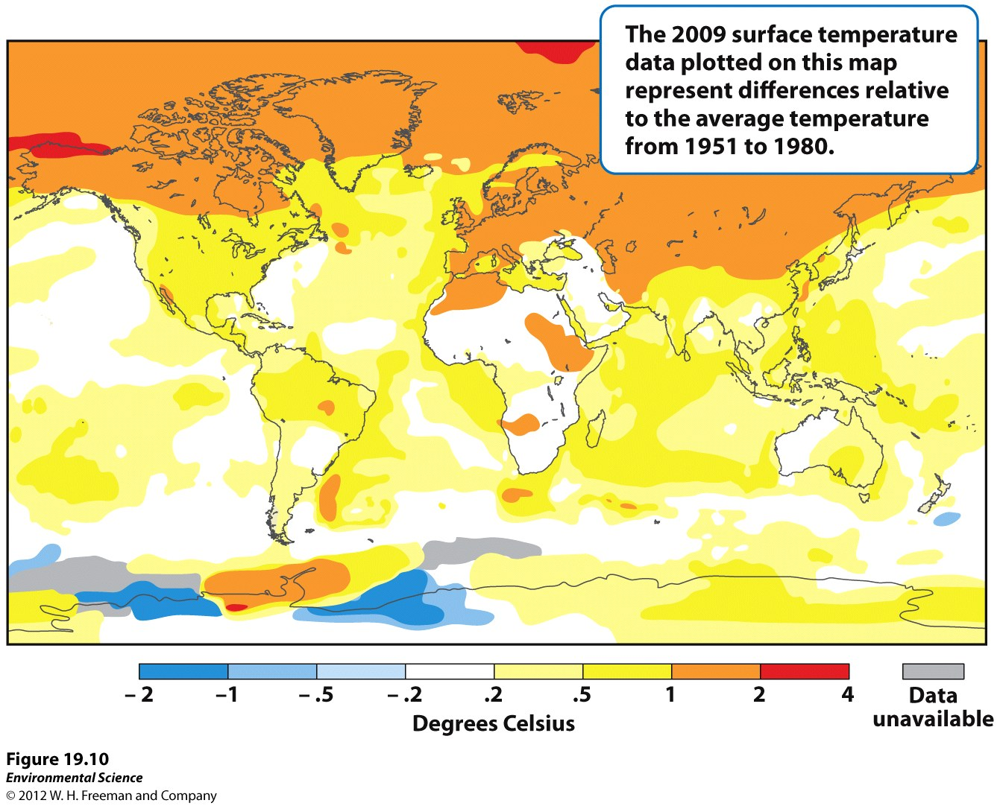 The 2009 surface temperature
data plotted on this map
represent differences relative
to the average temperature
from 1951 to 1980.
– 2 –1 – .5 – .2 .2 .5 1 2 4
Data
unavailable
Degrees Celsius
Figure 19.10
Environmental Science
© 2012 W. H. Freeman and Company